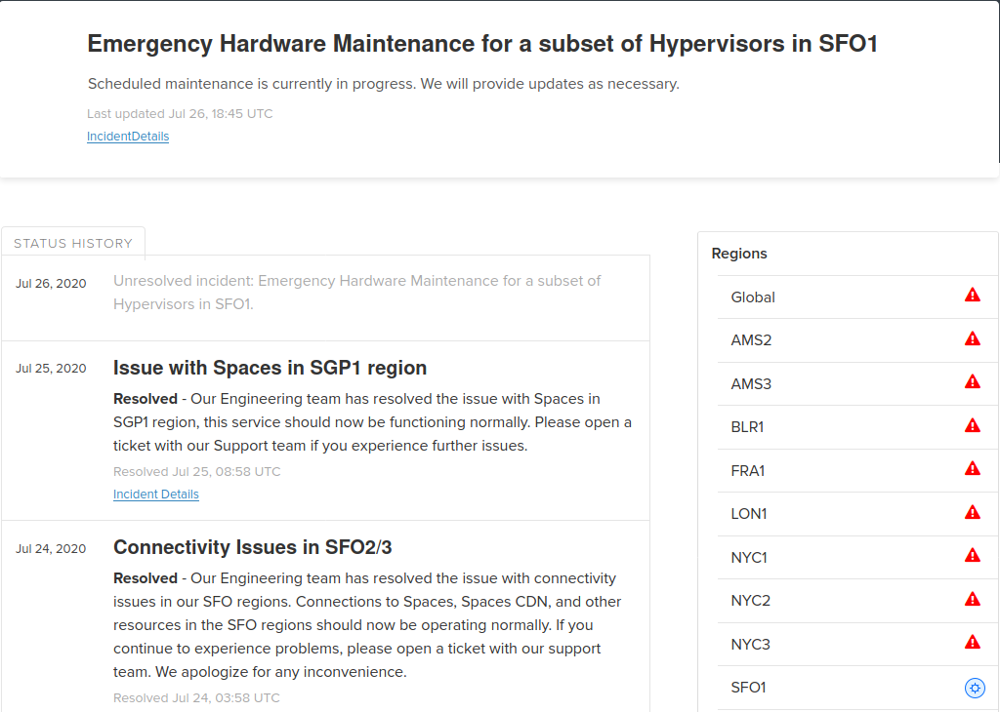 Emergency Hardware Maintenance for a subset of Hypervisors in SFO1
Scheduled maintenance is currently in progress. We will provide updates as necessary.
Last updated Jul 26, 18:45 UTC
IncidentDetails
STATUS HISTORY
Jul 26, 2020
Unresolved incident: Emergency Hardware Maintenance for a subset of
Hypervisors in SFO1.
Jul 25, 2020
Issue with Spaces in SGP1 region
Resolved - Our Engineering team has resolved the issue with Spaces in
SGP1 region, this service should now be functioning normally. Please open a
ticket with our Support team if you experience further issues.
Resolved Jul 25, 08:58 UTC
Incident Details
Jul 24, 2020
Connectivity Issues in SFO2/3
Resolved - Our Engineering team has resolved the issue with connectivity
issues in our SFO regions. Connections to Spaces, Spaces CDN, and other
resources in the SFO regions should now be operating normally. If you
continue to experience problems, please open a ticket with our support
team. We apologize for any inconvenience.
Resolved Jul 24, 03:58 UTC
Regions
Global
AMS2
AMS3
BLR1
FRA1
LON1
NYC1
NYC2
NYC3
SFO1